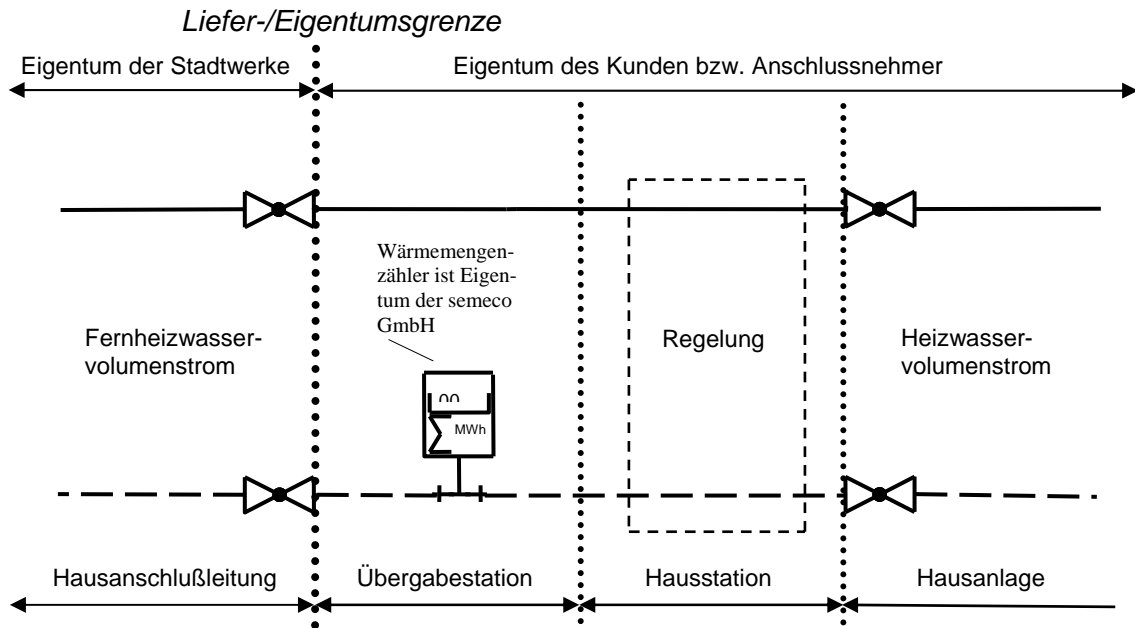 Liefer-/Eigentumsgrenze
Eigentum der Stadtwerke
Eigentum des Kunden bzw. Anschlussnehmer
Wärmemengen-
zähler ist Eigen-
tum der semeco
GmbH
Fernheizwasser-
volumenstrom
Regelung
Heizwasser-
volumenstrom
00
MWh
Hausanschlußleitung
Übergabestation
Hausstation
Hausanlage